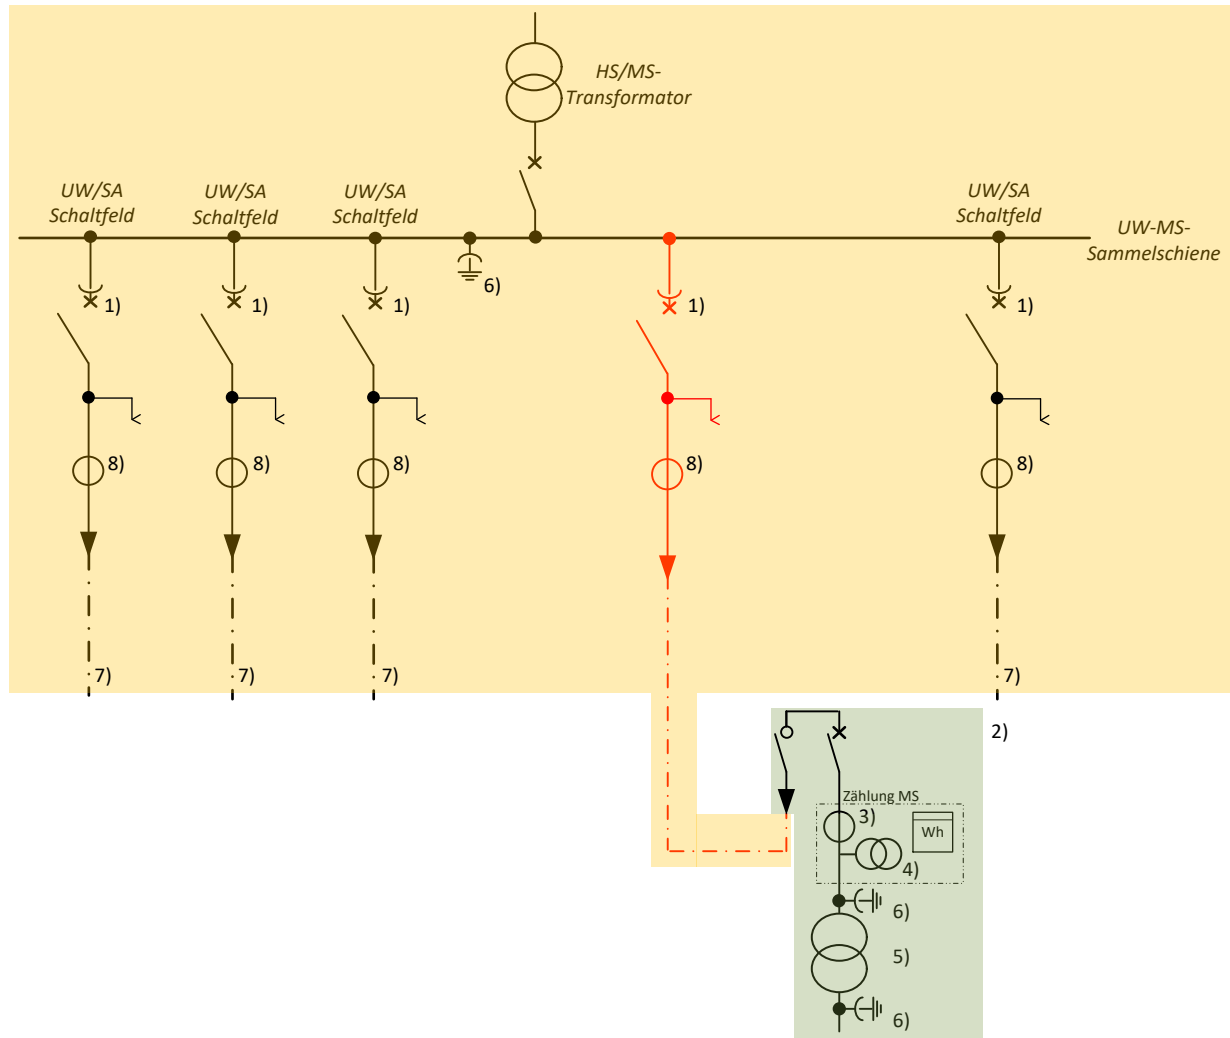 HS/MS-
Transformator
UW/SA
Schaltfeld
UW/SA
Schaltfeld
UW/SA
Schaltfeld
UW/SA
Schaltfeld
UW-MS-
Sammelschiene
6)
1)
1)
1)
1)
1)
8)
8)
8)
8)
8)
7)
7)
7)
7)
2)
Zählung MS
3)
Wh
4)
6)
5)
6)